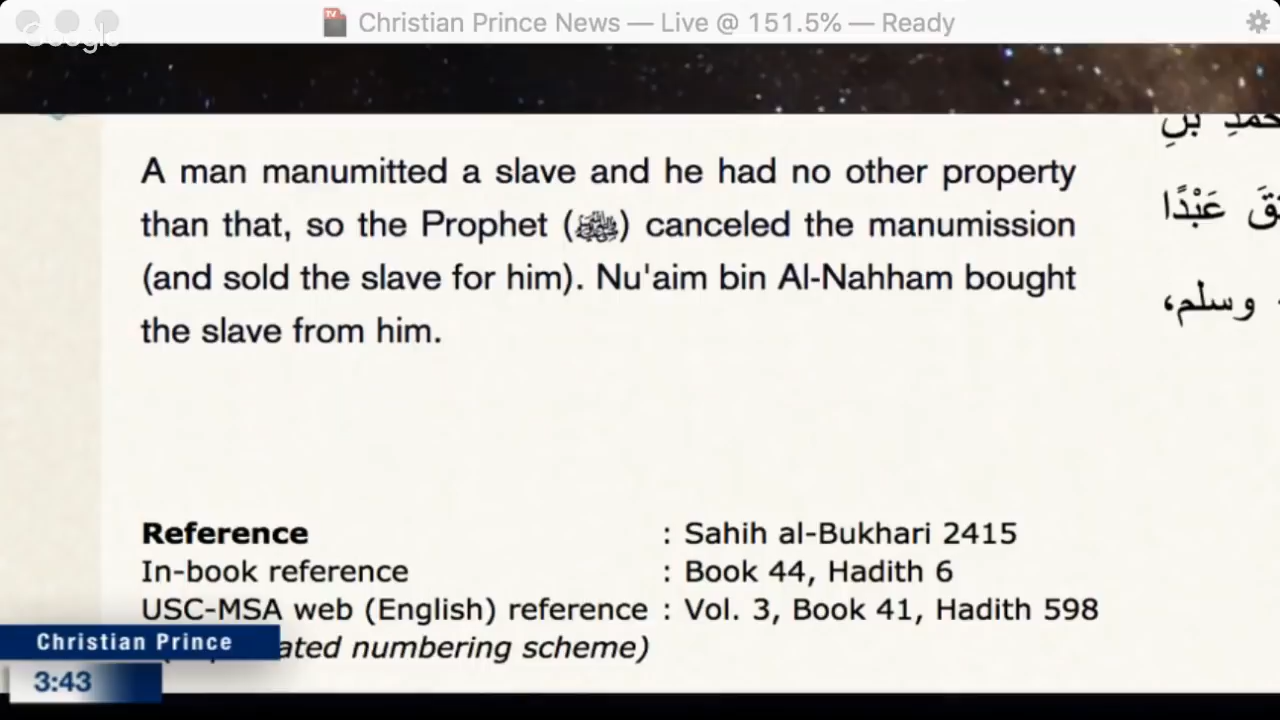 Christian Prince News — Live @ 151.5% — Ready
Google
A man manumitted a slave and he had no other property
than that, so the Prophet (ﷺ) canceled the manumission
(and sold the slave for him). Nu'aim bin Al-Nahham bought
the slave from him.
عَبْدًا
وسلم،
Reference : Sahih al-Bukhari 2415
In-book reference : Book 44, Hadith 6
USC-MSA web (English) reference : Vol. 3, Book 41, Hadith 598
numbering scheme)
Christian Prince
3:43